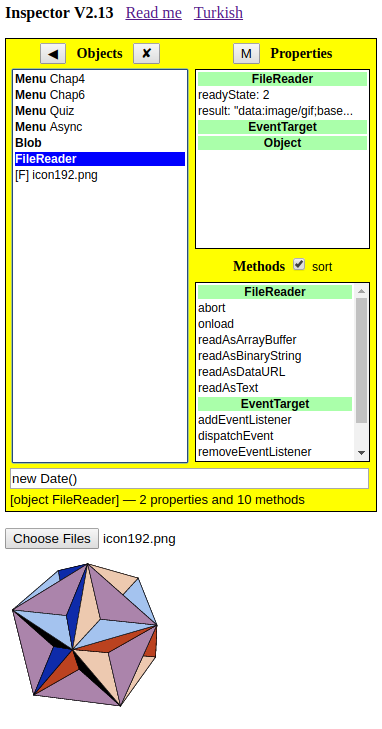 Inspector V2.13 Read me Turkish
◀ Objects ✘
Menu Chap4
Menu Chap6
Menu Quiz
Menu Async
Blob
FileReader
[F] icon192.png
M Properties
FileReader
readyState: 2
result: "data:image/gif;base...
EventTarget
Object
Methods sort
FileReader
abort
onload
readAsArrayBuffer
readAsBinaryString
readAsDataURL
readAsText
EventTarget
addEventListener
dispatchEvent
removeEventListener
new Date()
[object FileReader] — 2 properties and 10 methods
Choose Files icon192.png